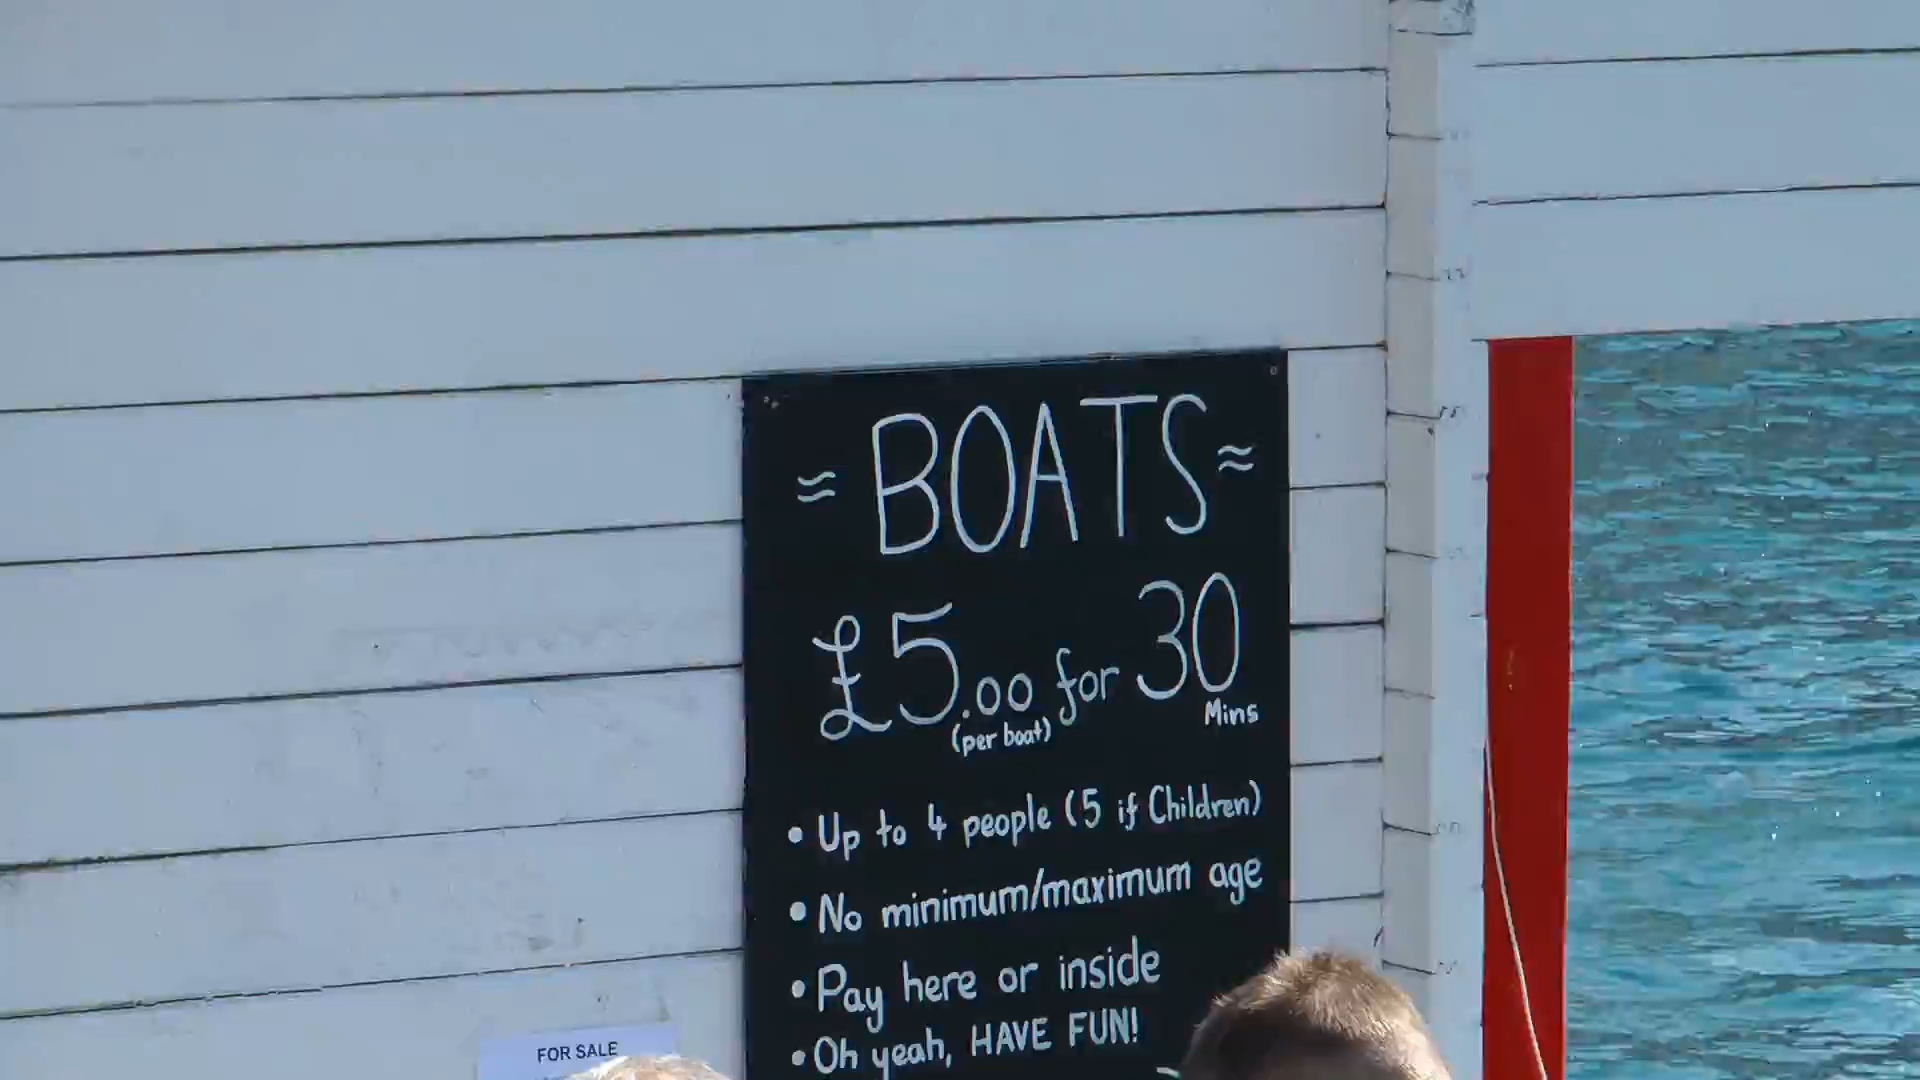 ≈ BOATS ≈
£5.00 for 30
(per boat) Mins
• Up to 4 people (5 if Children)
• No minimum/maximum age
• Pay here or inside
• Oh yeah, HAVE FUN!
FOR SALE